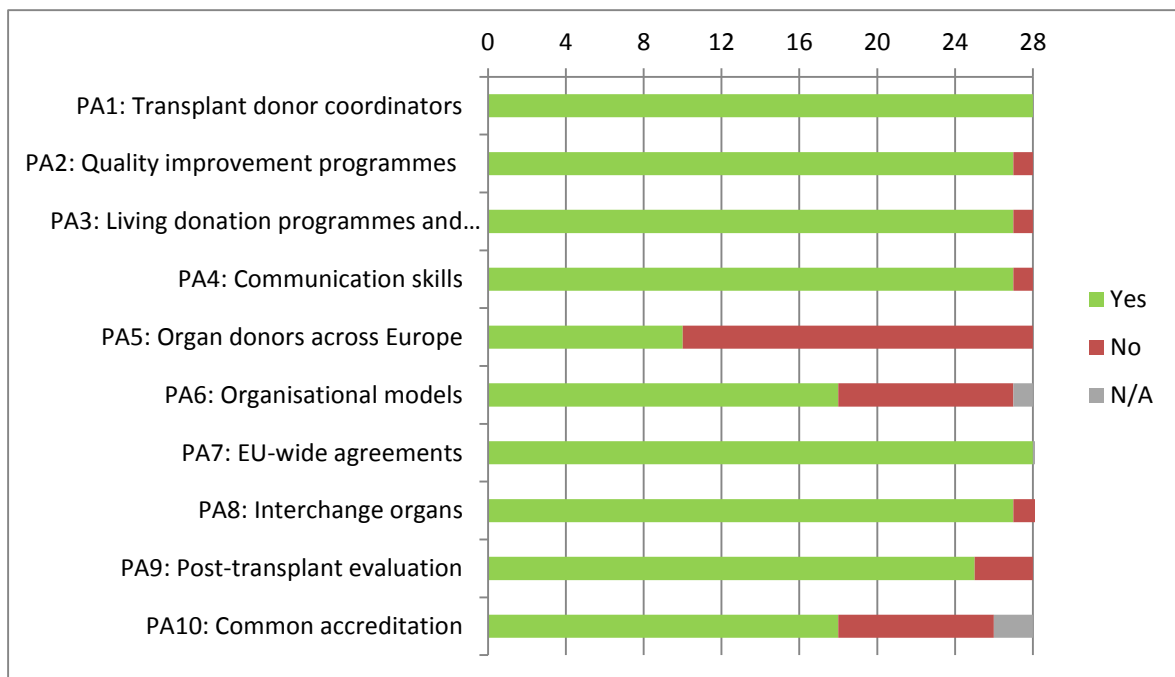 0 4 8 12 16 20 24 28
PA1: Transplant donor coordinators
PA2: Quality improvement programmes
PA3: Living donation programmes and...
PA4: Communication skills
PA5: Organ donors across Europe
PA6: Organisational models
PA7: EU-wide agreements
PA8: Interchange organs
PA9: Post-transplant evaluation
PA10: Common accreditation
Yes
No
N/A